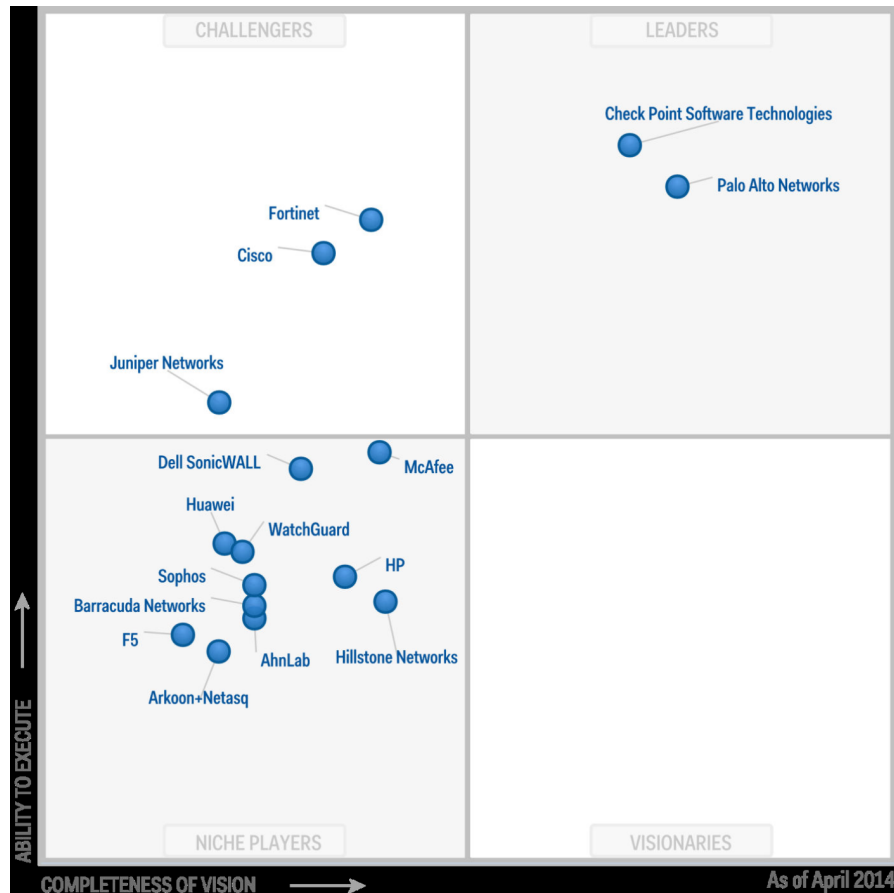 CHALLENGERS
LEADERS
Check Point Software Technologies
Palo Alto Networks
Fortinet
Cisco
Juniper Networks
Dell SonicWALL
McAfee
Huawei
WatchGuard
HP
Sophos
Barracuda Networks
F5
AhnLab
Hillstone Networks
Arkoon+Netasq
ABILITY TO EXECUTE
NICHE PLAYERS
VISIONARIES
COMPLETENESS OF VISION
As of April 2014